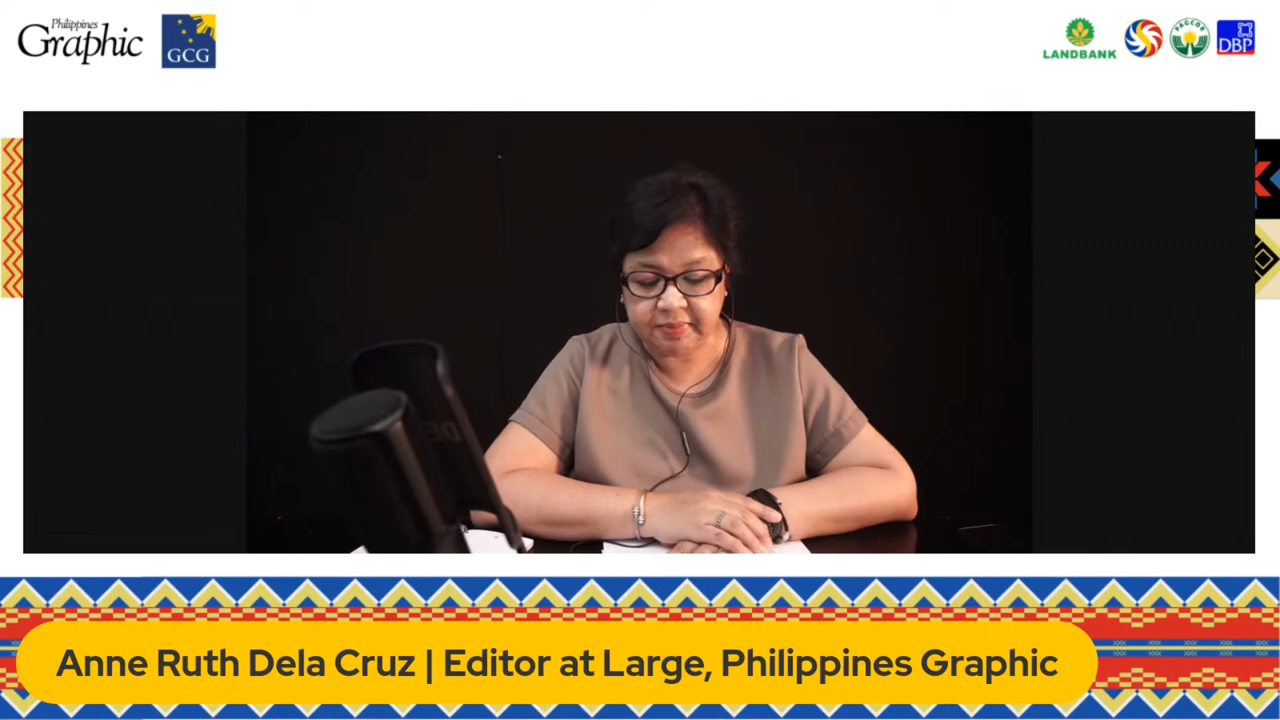 Philippines
Graphic
GCG
LANDBANK
PAGCOR
DBP
Anne Ruth Dela Cruz | Editor at Large, Philippines Graphic